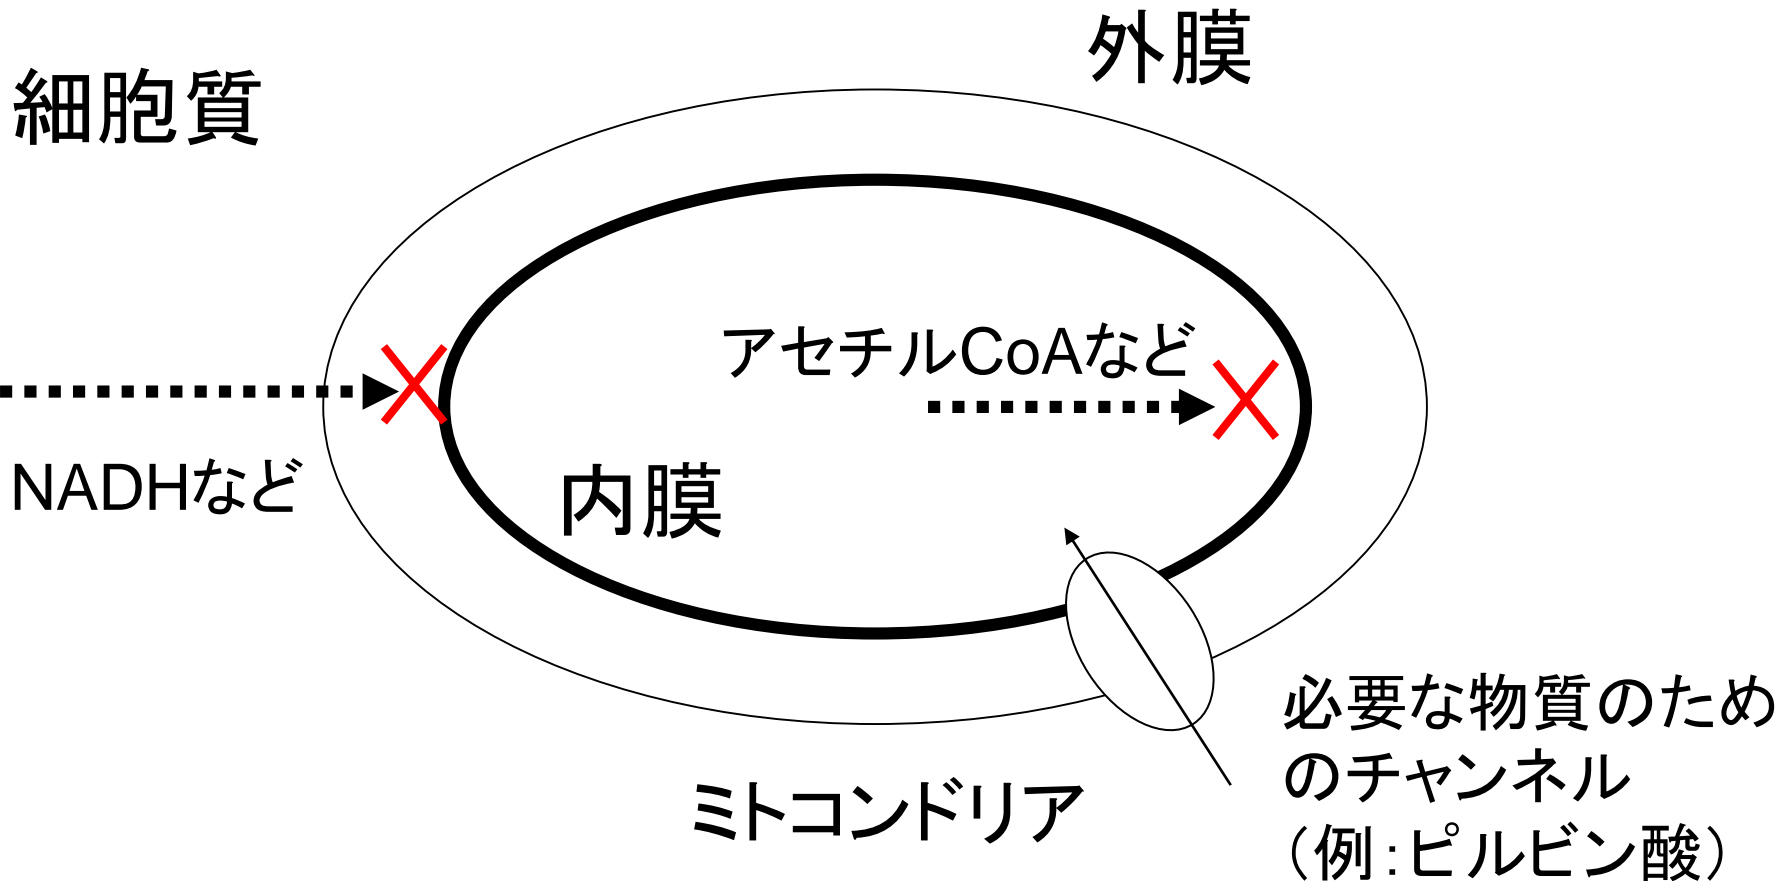 外膜
細胞質
アセチルCoAなど
NADHなど
内膜
必要な物質のため
のチャンネル
（例：ピルビン酸）
ミトコンドリア